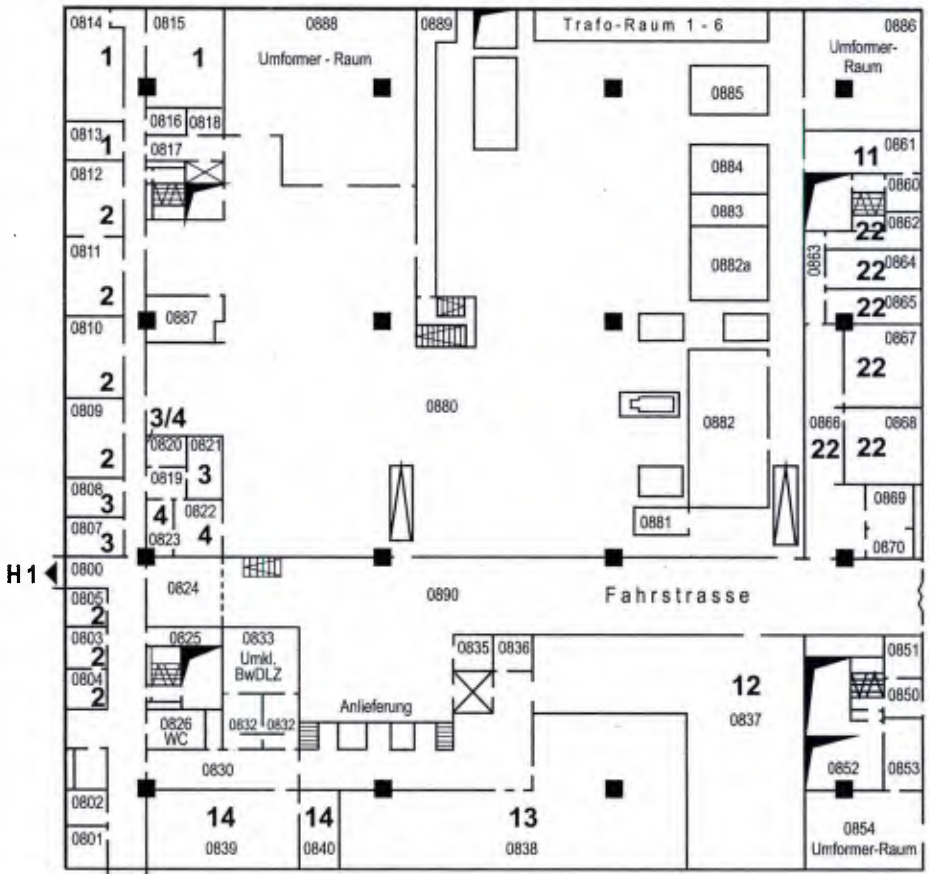 0814 0815 0888 0889 Trafo-Raum 1 - 6 0886
Umformer - Raum Umformer-
Raum
1 1
0885
0816 0818
0813 0817 0861
1 11
0812 0884
0860
2 0883 0862
22
0811 0882a 0863 0864
22
2 0865
22
0810 0887 0867
2 22
0809 0880 0882 0866 0868
3/4 22 22
0820 0821
2 0819 3
0808 0869
3 4 0822
0807 0823 4 0881 0870
3
H1 0800
0824 0890 Fahrstrasse
0805
2
0803 0825 0833 0835 0836 0851
2 Umkl.
BwDLZ
0804 0850
2 12
Anlieferung 0837
0826 0832 0832
WC
0830 0852 0853
0802
14 14 13
0801 0839 0840 0838 0854
Umformer-Raum